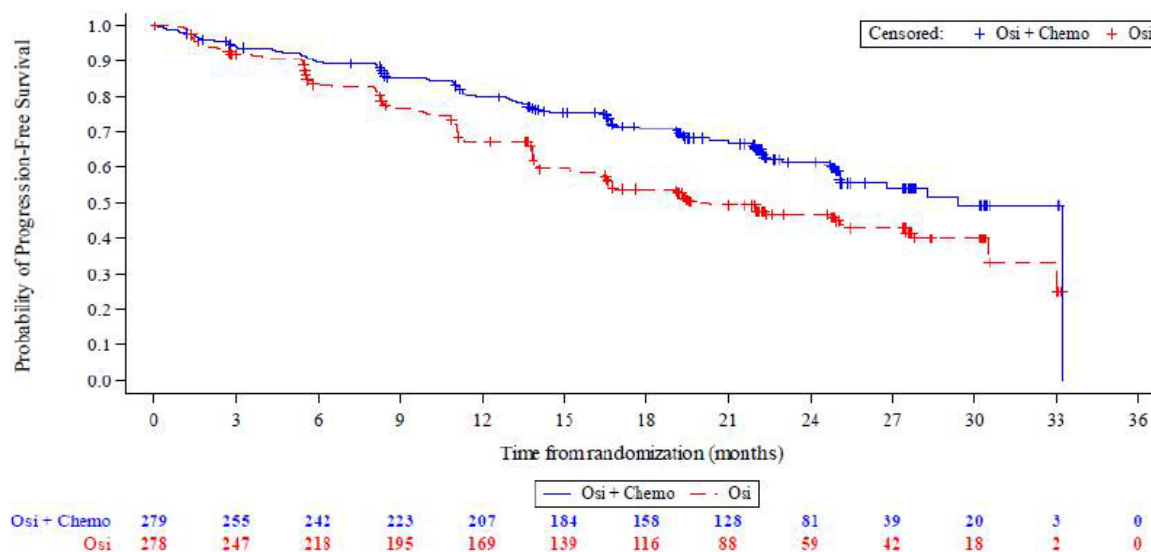 Censored: Osi + Chemo Osi
Probability of Progression-Free Survival
1.0
0.9
0.8
0.7
0.6
0.5
0.4
0.3
0.2
0.1
0.0
0 3 6 9 12 15 18 21 24 27 30 33 36
Time from randomization (months)
Osi + Chemo Osi
Osi + Chemo 279 255 242 223 207 184 158 128 81 39 20 3 0
Osi 278 247 218 195 169 139 116 88 59 42 18 2 0